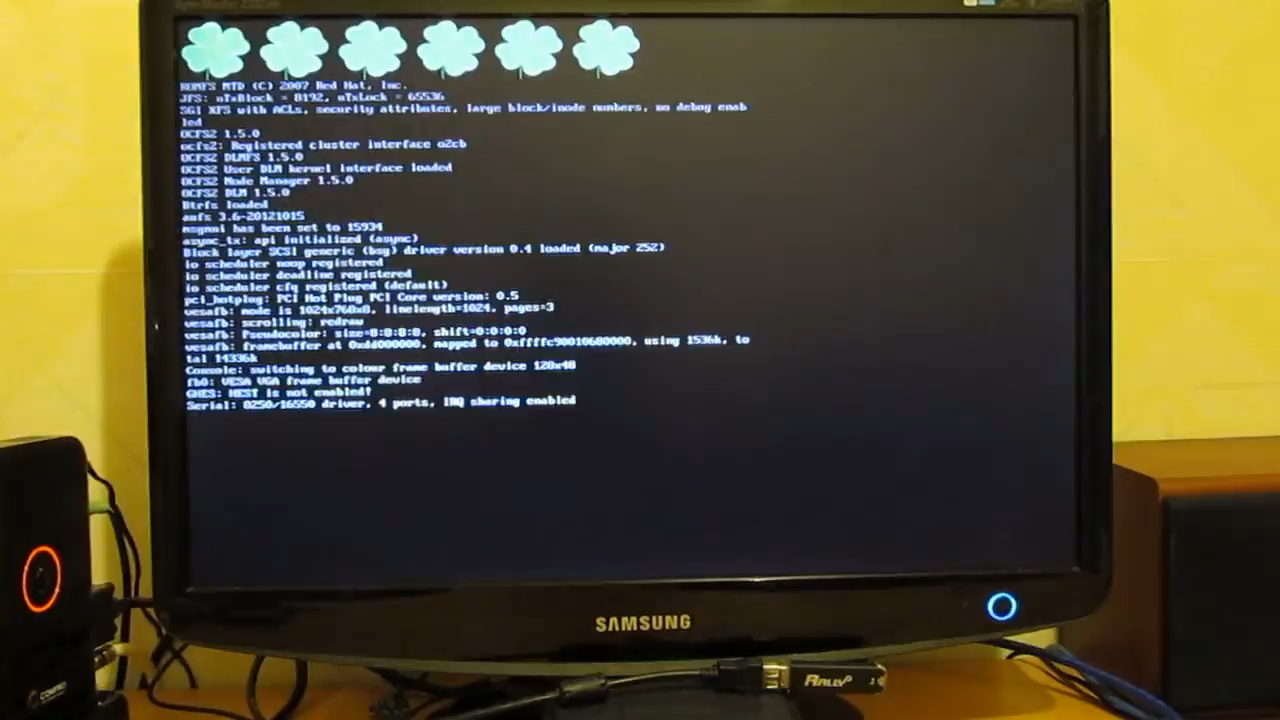 ROMFS MTD (C) 2007 Red Hat, Inc.
JFS: nTxBlock = 8192, nTxLock = 65536
SGI XFS with ACLs, security attributes, large block/inode numbers, no debug enab
led
OCFS2 1.5.0
ocfs2: Registered cluster interface o2cb
OCFS2 DLMFS 1.5.0
OCFS2 User DLM kernel interface loaded
OCFS2 Node Manager 1.5.0
OCFS2 DLM 1.5.0
Btrfs loaded
aufs 3.6-20121015
msgmni has been set to 15934
async_tx: api initialized (async)
Block layer SCSI generic (bsg) driver version 0.4 loaded (major 252)
io scheduler noop registered
io scheduler deadline registered
io scheduler cfq registered (default)
pci_hotplug: PCI Hot Plug PCI Core version: 0.5
vesafb: mode is 1024x768x8, linelength=1024, pages=3
vesafb: scrolling: redraw
vesafb: Pseudocolor: size=8:8:8:8, shift=0:0:0:0
vesafb: framebuffer at 0xdd000000, mapped to 0xffffc90010680000, using 1536k, to
tal 14336k
Console: switching to colour frame buffer device 128x48
fb0: VESA VGA frame buffer device
GHES: HEST is not enabled!
Serial: 8250/16550 driver, 4 ports, IRQ sharing enabled
SAMSUNG
RALLY2